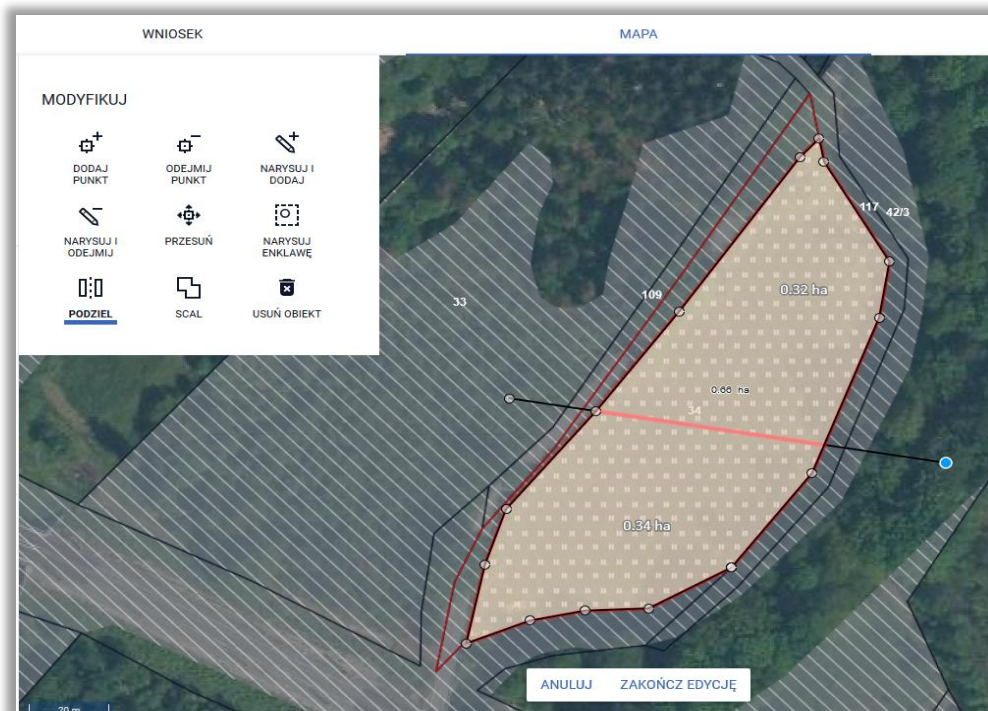 WNIOSEK
MAPA
MODYFIKUJ
DODAJ
PUNKT
ODEJMIJ
PUNKT
NARYSUJ I
DODAJ
NARYSUJ I
ODEJMIJ
PRZESUŃ
NARYSUJ
ENKLAWĘ
PODZIEL
SCAL
USUŃ OBIEKT
117
42/3
0.32 ha
109
33
0.66 ha
34
0.34 ha
ANULUJ
ZAKOŃCZ EDYCJĘ
20 m